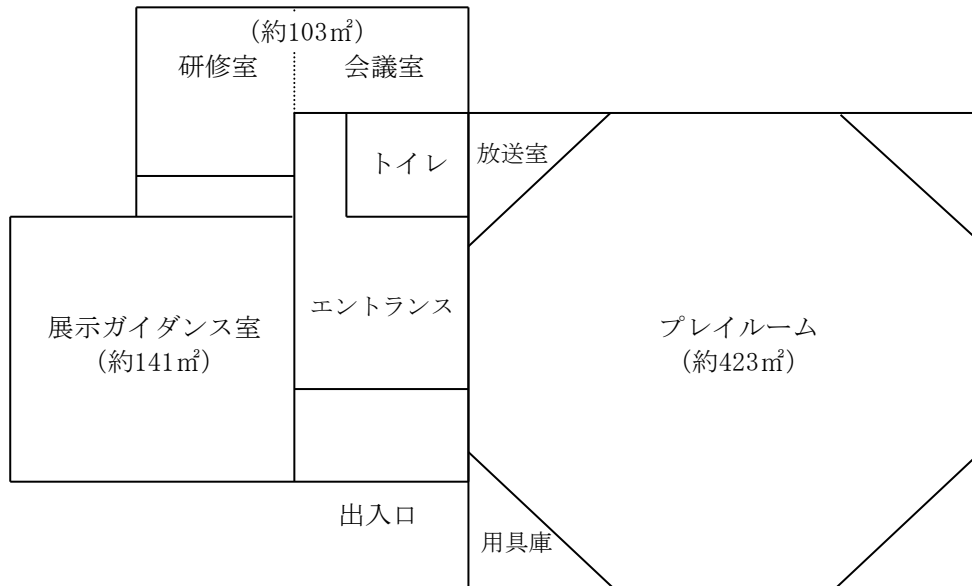 (約103㎡)
研修室
会議室
トイレ
放送室
エントランス
展示ガイダンス室
(約141㎡)
プレイルーム
(約423㎡)
出入口
用具庫